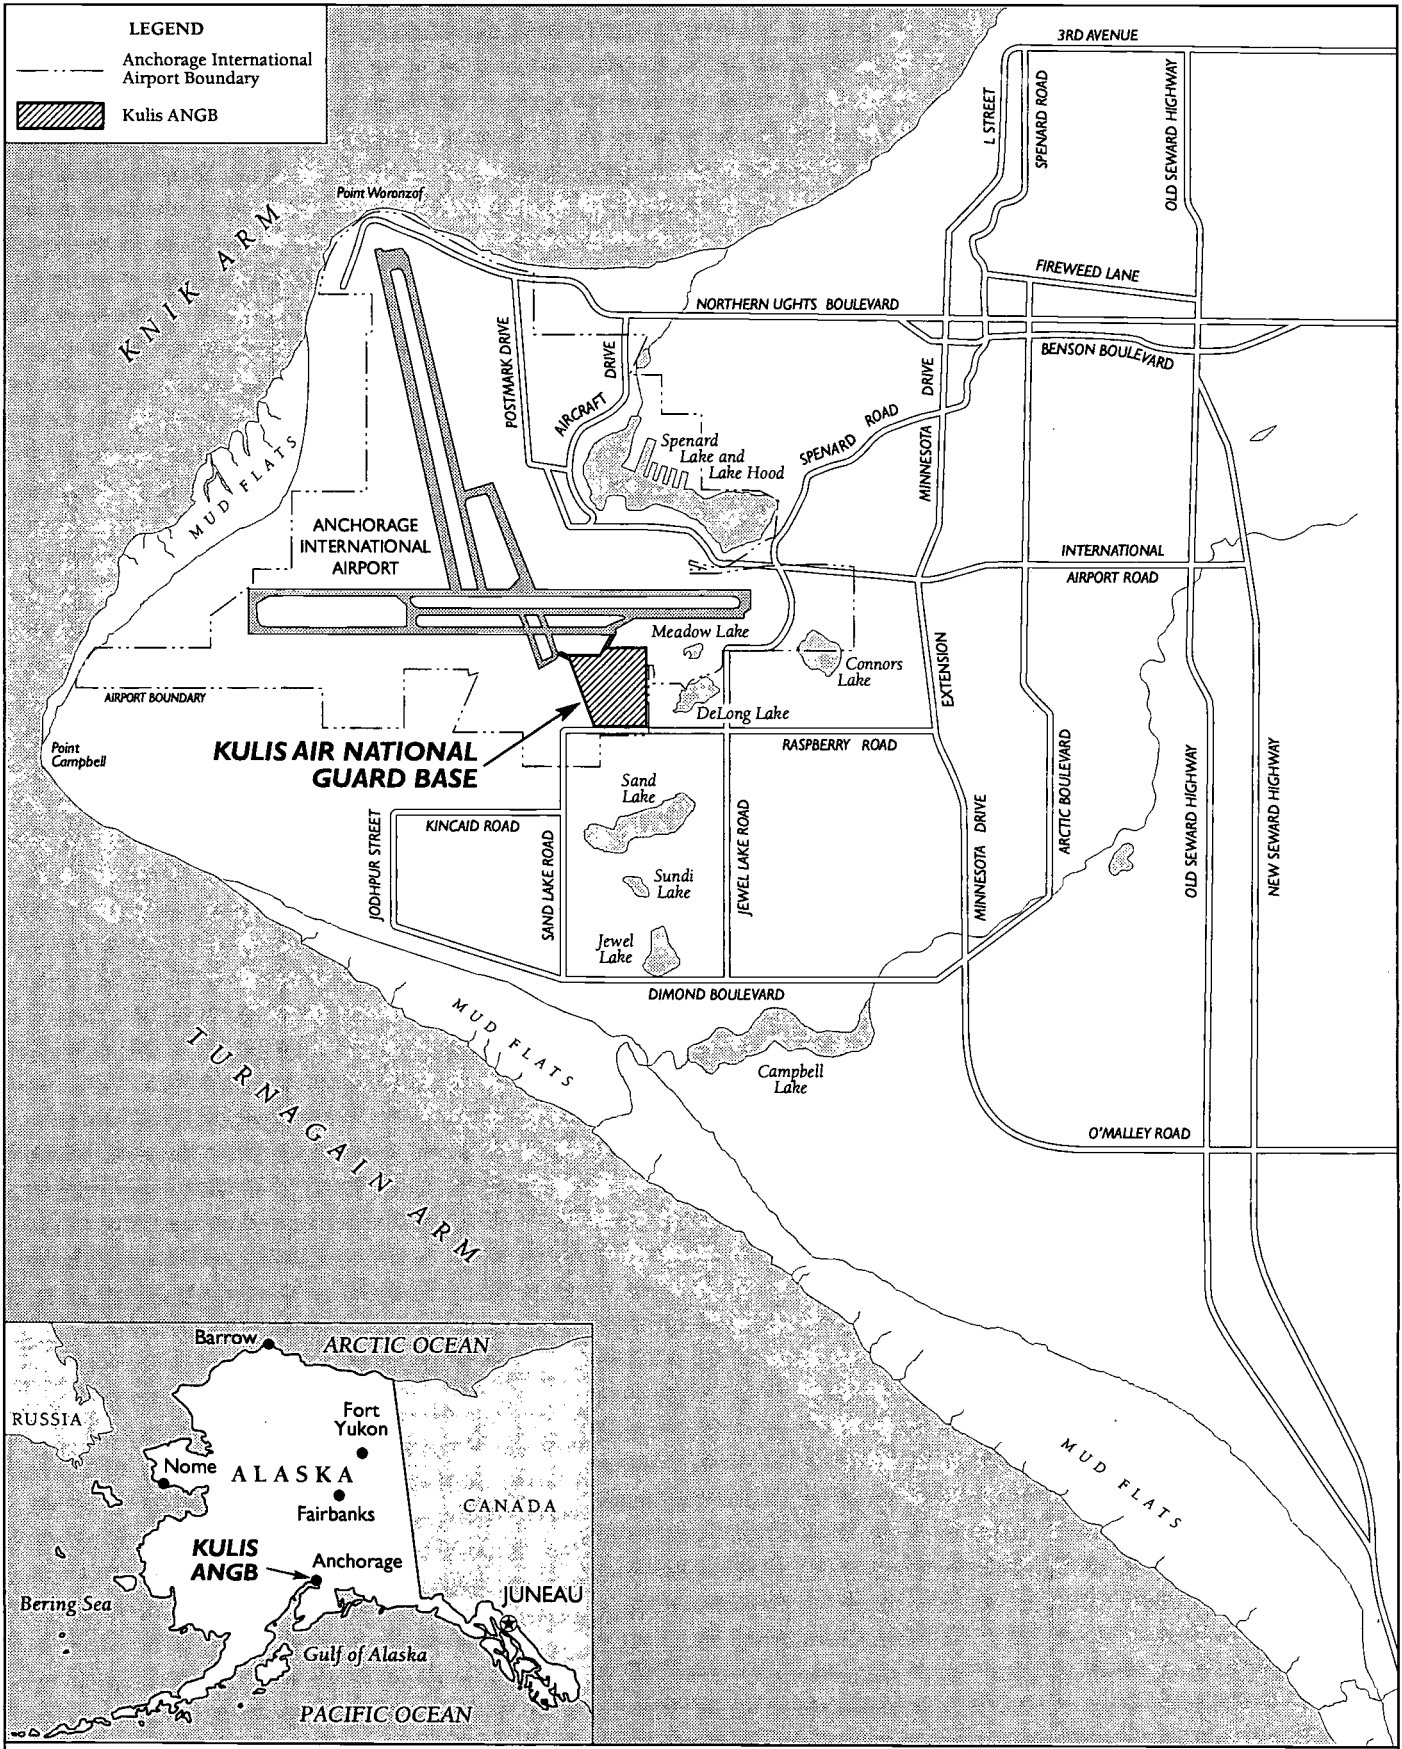 LEGEND
Anchorage International
Airport Boundary
Kulis ANGB
3RD AVENUE
L STREET
SPENARD ROAD
OLD SEWARD HIGHWAY
Point Woronzof
KNIK ARM
FIREWEED LANE
NORTHERN UGHTS BOULEVARD
BENSON BOULEVARD
POSTMARK DRIVE
AIRCRAFT
DRIVE
MINNESOTA DRIVE
SPENARD ROAD
Spenard
Lake and
Lake Hood
MUD FLATS
ANCHORAGE
INTERNATIONAL
AIRPORT
INTERNATIONAL
AIRPORT ROAD
Meadow Lake
Connors
Lake
EXTENSION
DeLong Lake
AIRPORT BOUNDARY
Point
Campbell
KULIS AIR NATIONAL
GUARD BASE
RASPBERRY ROAD
ARCTIC BOULEVARD
OLD SEWARD HIGHWAY
NEW SEWARD HIGHWAY
Sand
Lake
KINCAID ROAD
JODHPUR STREET
SAND LAKE ROAD
JEWEL LAKE ROAD
MINNESOTA DRIVE
Sundi
Lake
Jewel
Lake
DIMOND BOULEVARD
MUD FLATS
TURNAGAIN ARM
Campbell
Lake
O'MALLEY ROAD
MUD FLATS
Barrow
ARCTIC OCEAN
RUSSIA
Fort
Yukon
Nome
ALASKA
Fairbanks
CANADA
KULIS
ANGB
Anchorage
JUNEAU
Bering Sea
Gulf of Alaska
PACIFIC OCEAN